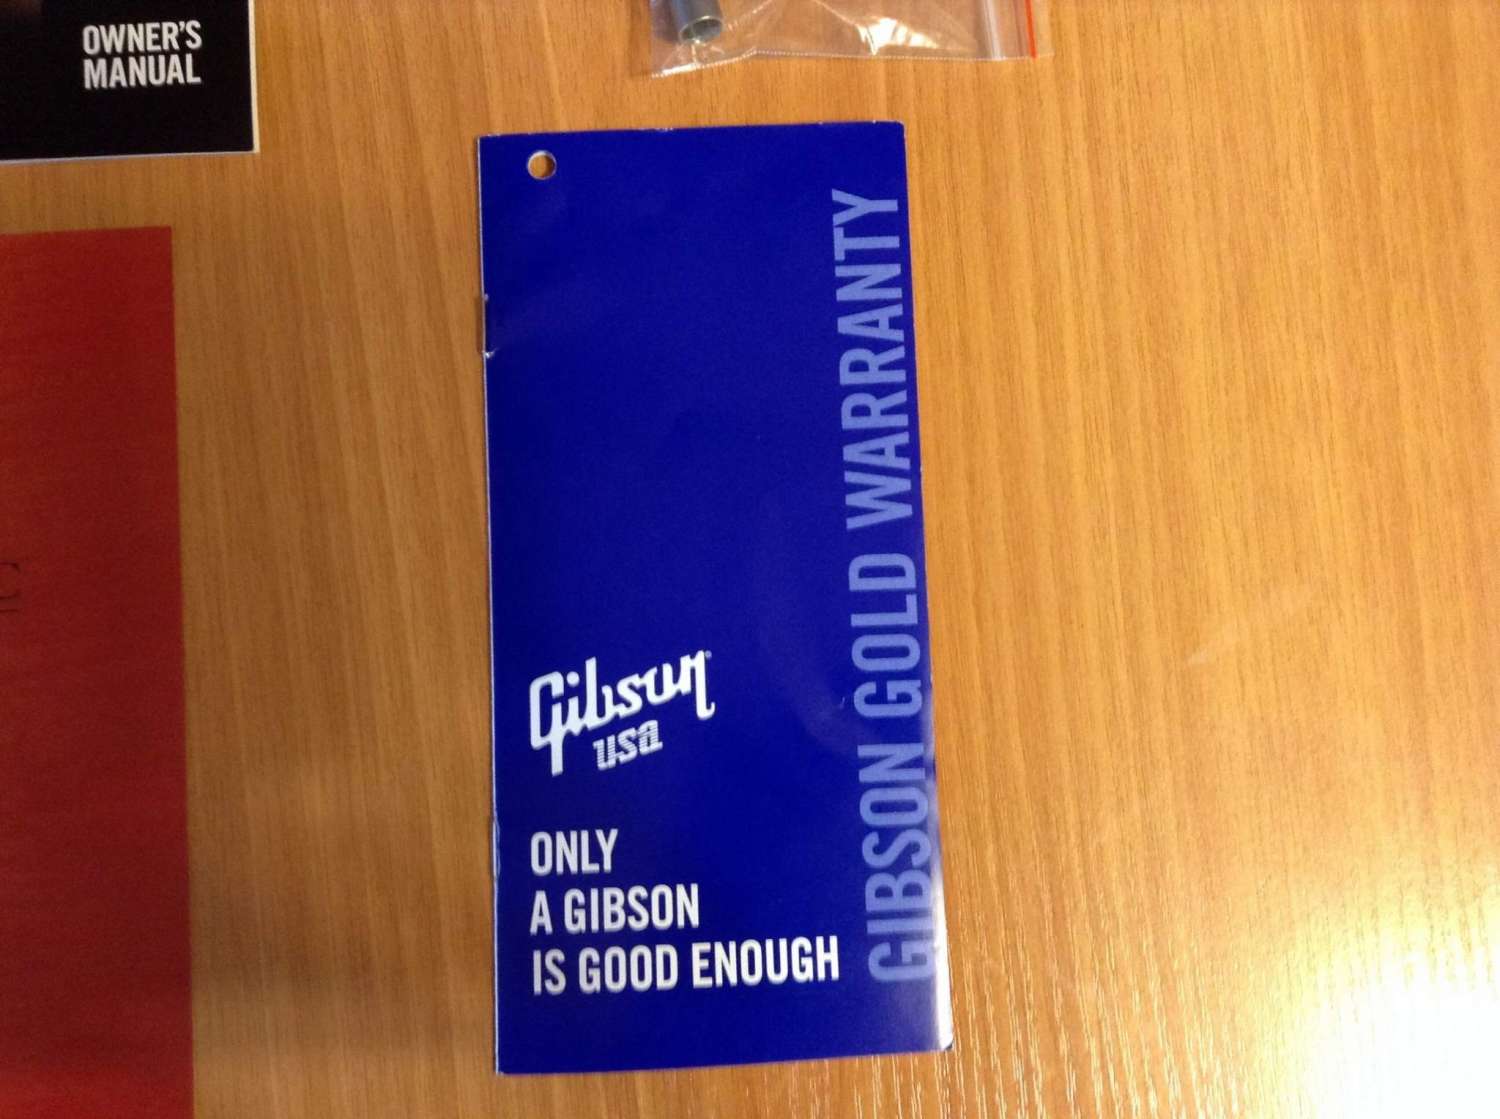 OWNER'S
MANUAL
GIBSON GOLD WARRANTY
Gibson
usa
ONLY
A GIBSON
IS GOOD ENOUGH